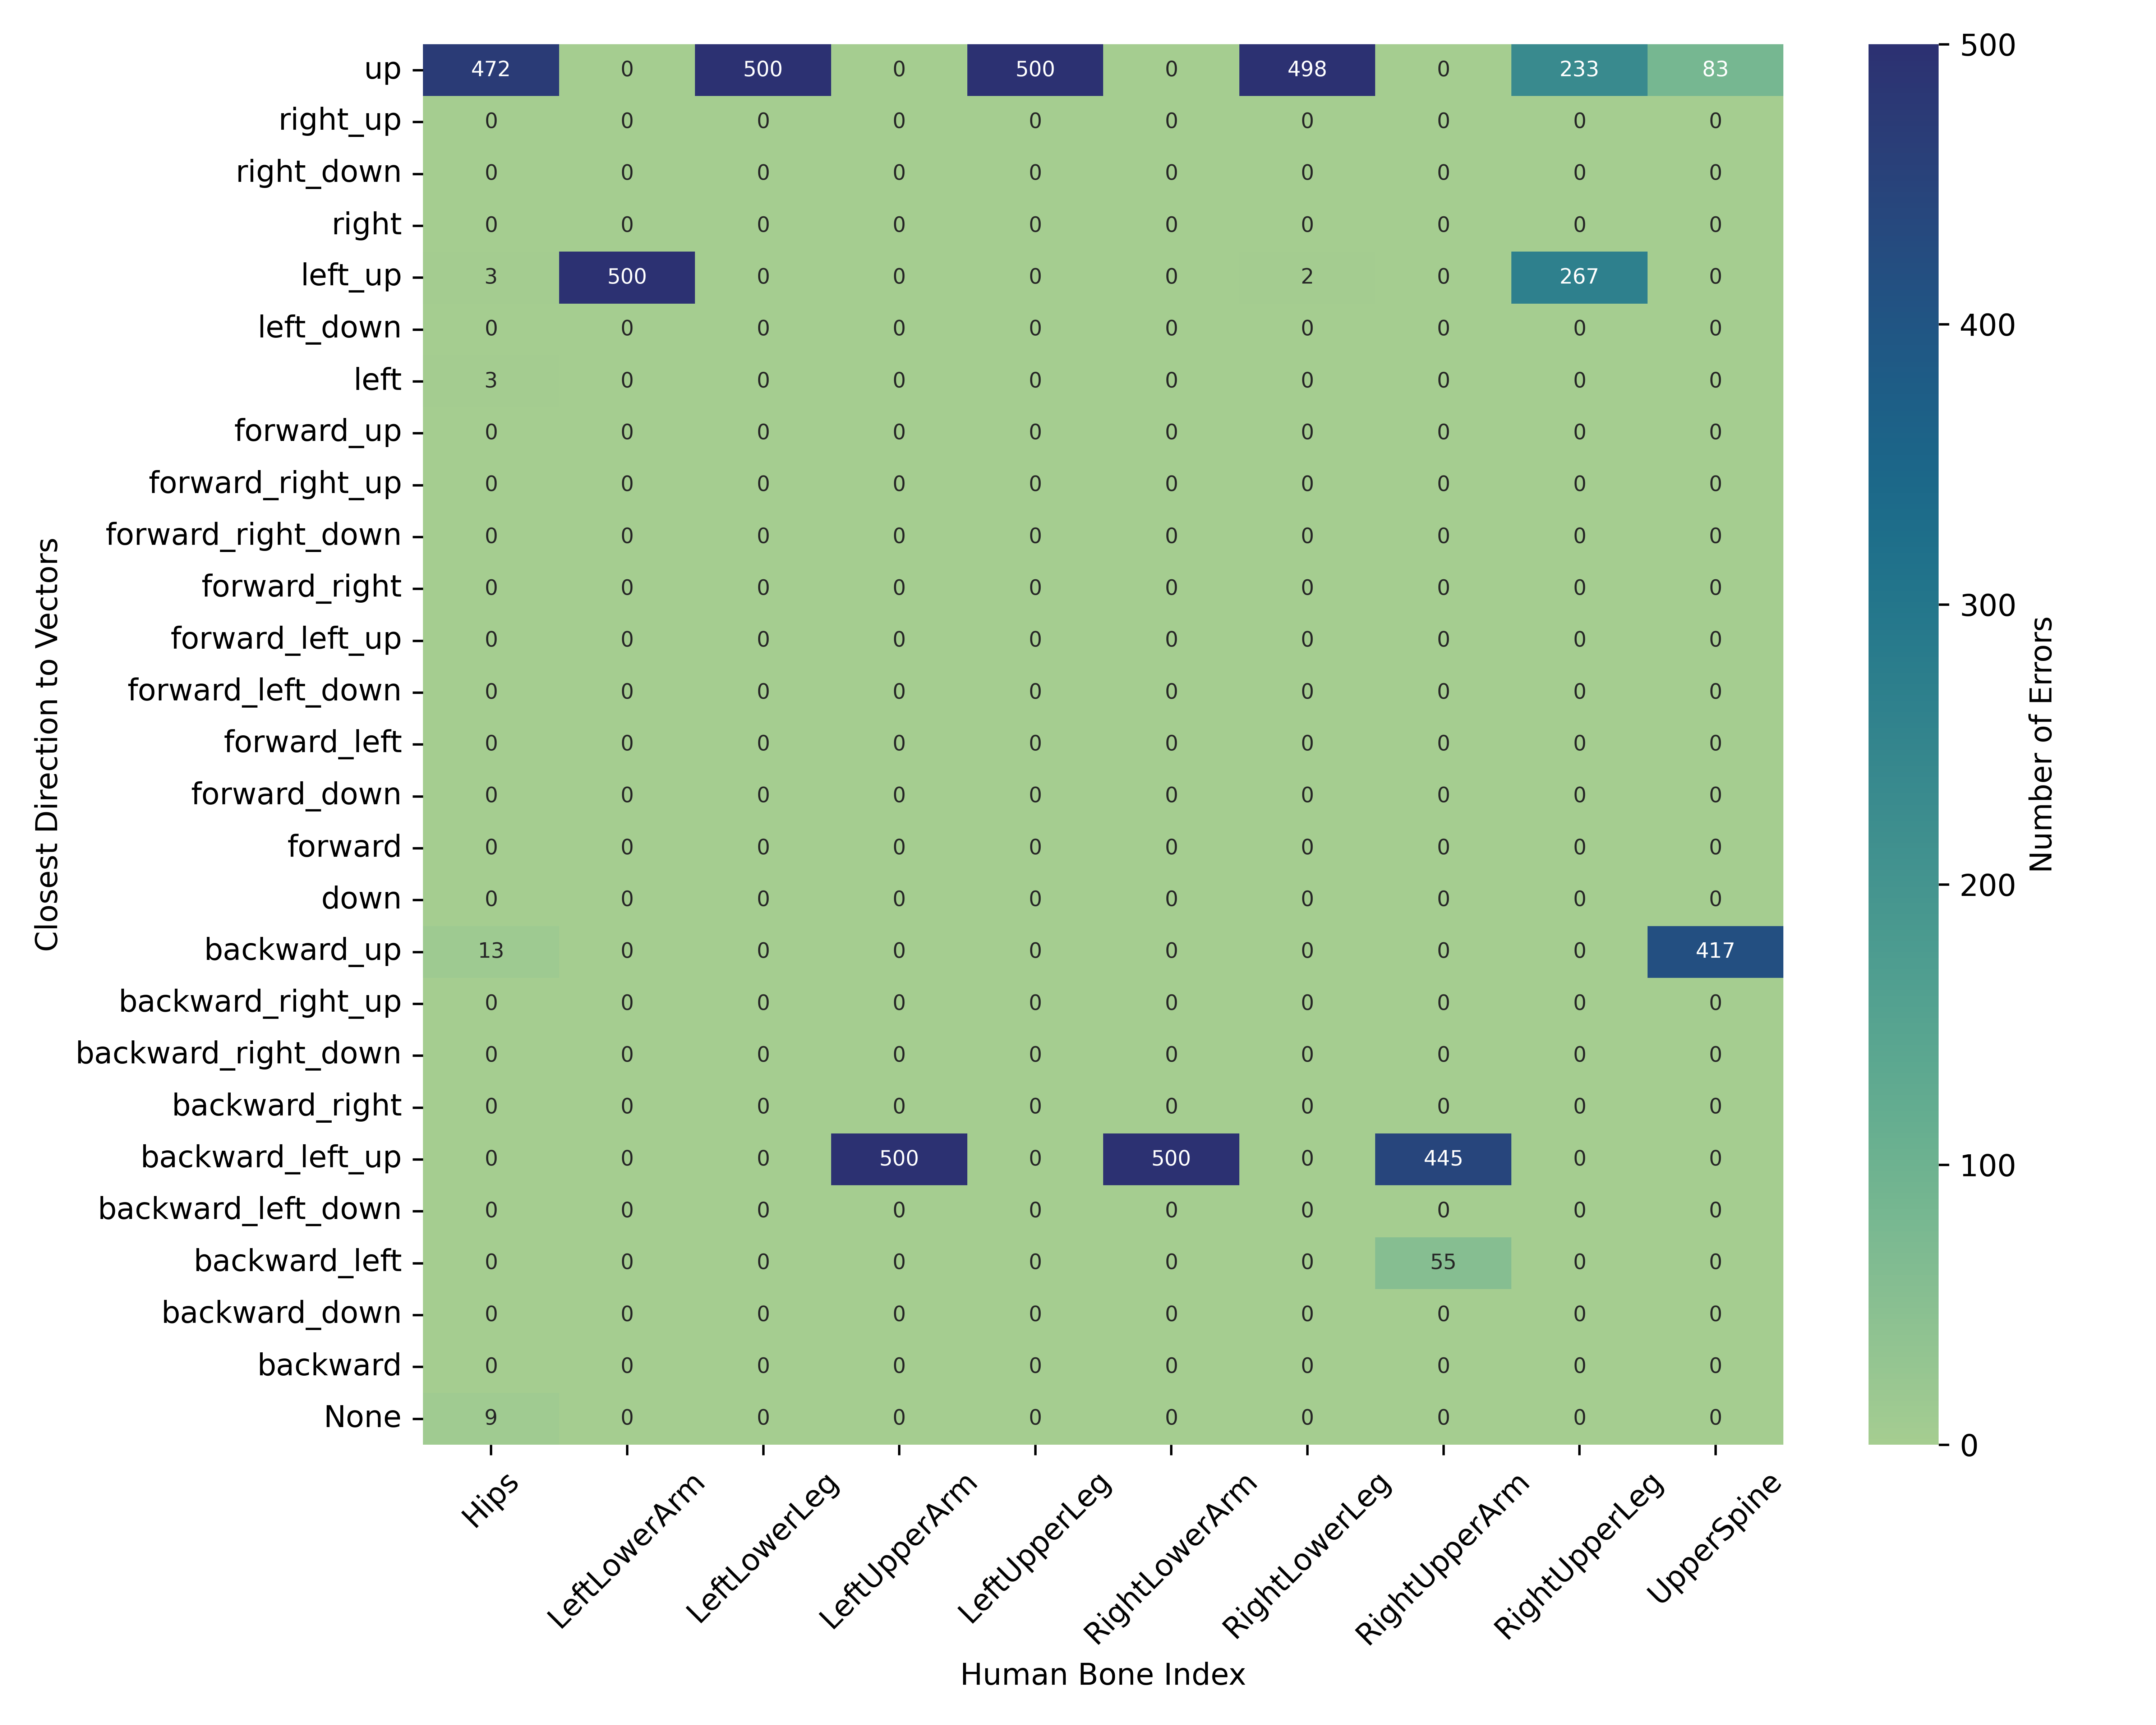 up 472 0 500 0 500 0 498 0 233 83
right_up 0 0 0 0 0 0 0 0 0 0
right_down 0 0 0 0 0 0 0 0 0 0
right 0 0 0 0 0 0 0 0 0 0
left_up 3 500 0 0 0 0 2 0 267 0
left_down 0 0 0 0 0 0 0 0 0 0
left 3 0 0 0 0 0 0 0 0 0
forward_up 0 0 0 0 0 0 0 0 0 0
forward_right_up 0 0 0 0 0 0 0 0 0 0
forward_right_down 0 0 0 0 0 0 0 0 0 0
forward_right 0 0 0 0 0 0 0 0 0 0
forward_left_up 0 0 0 0 0 0 0 0 0 0
forward_left_down 0 0 0 0 0 0 0 0 0 0
forward_left 0 0 0 0 0 0 0 0 0 0
forward_down 0 0 0 0 0 0 0 0 0 0
forward 0 0 0 0 0 0 0 0 0 0
down 0 0 0 0 0 0 0 0 0 0
backward_up 13 0 0 0 0 0 0 0 0 417
backward_right_up 0 0 0 0 0 0 0 0 0 0
backward_right_down 0 0 0 0 0 0 0 0 0 0
backward_right 0 0 0 0 0 0 0 0 0 0
backward_left_up 0 0 0 500 0 500 0 445 0 0
backward_left_down 0 0 0 0 0 0 0 0 0 0
backward_left 0 0 0 0 0 0 0 55 0 0
backward_down 0 0 0 0 0 0 0 0 0 0
backward 0 0 0 0 0 0 0 0 0 0
None 9 0 0 0 0 0 0 0 0 0
Hips LeftLowerArm LeftLowerLeg LeftUpperArm LeftUpperLeg RightLowerArm RightLowerLeg RightUpperArm RightUpperLeg UpperSpine
Human Bone Index
Closest Direction to Vectors
500
400
300
200
100
0
Number of Errors